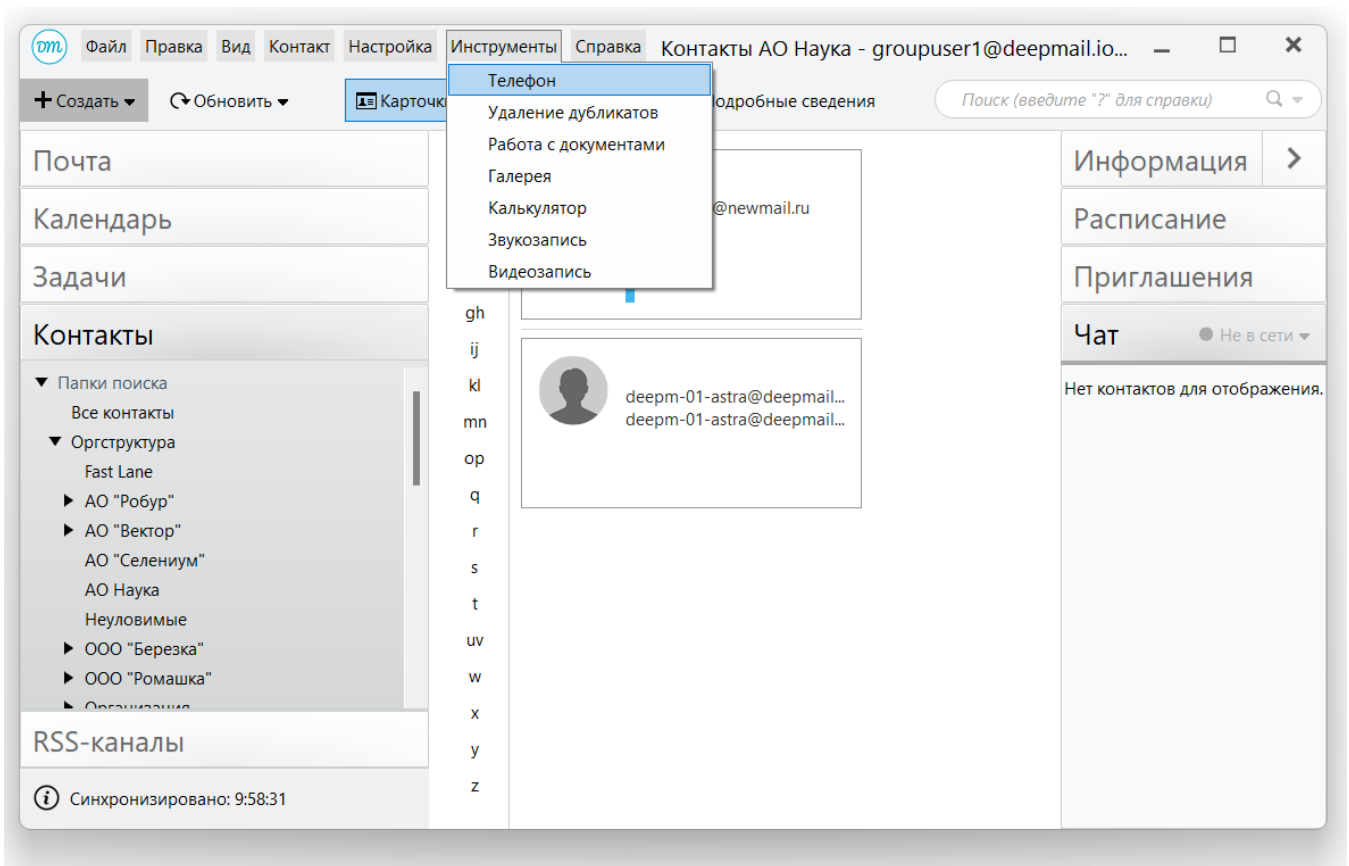 dm Файл Правка Вид Контакт Настройка Инструменты Справка Контакты АО Наука - groupuser1@deepmail.io...
Создать Обновить Карточк одробные сведения Поиск (введите "?" для справки)
Телефон
Удаление дубликатов
Работа с документами
Галерея
Калькулятор
Звукозапись
Видеозапись
Почта
Календарь
Задачи
Контакты
Папки поиска
Все контакты
Оргструктура
Fast Lane
АО "Робур"
АО "Вектор"
АО "Селениум"
АО Наука
Неуловимые
ООО "Березка"
ООО "Ромашка"
Организация
RSS-каналы
Синхронизировано: 9:58:31
gh
ij
kl
mn
op
q
r
s
t
uv
w
x
y
z
@newmail.ru
deepm-01-astra@deepmail...
deepm-01-astra@deepmail...
Информация
Расписание
Приглашения
Чат Не в сети
Нет контактов для отображения.